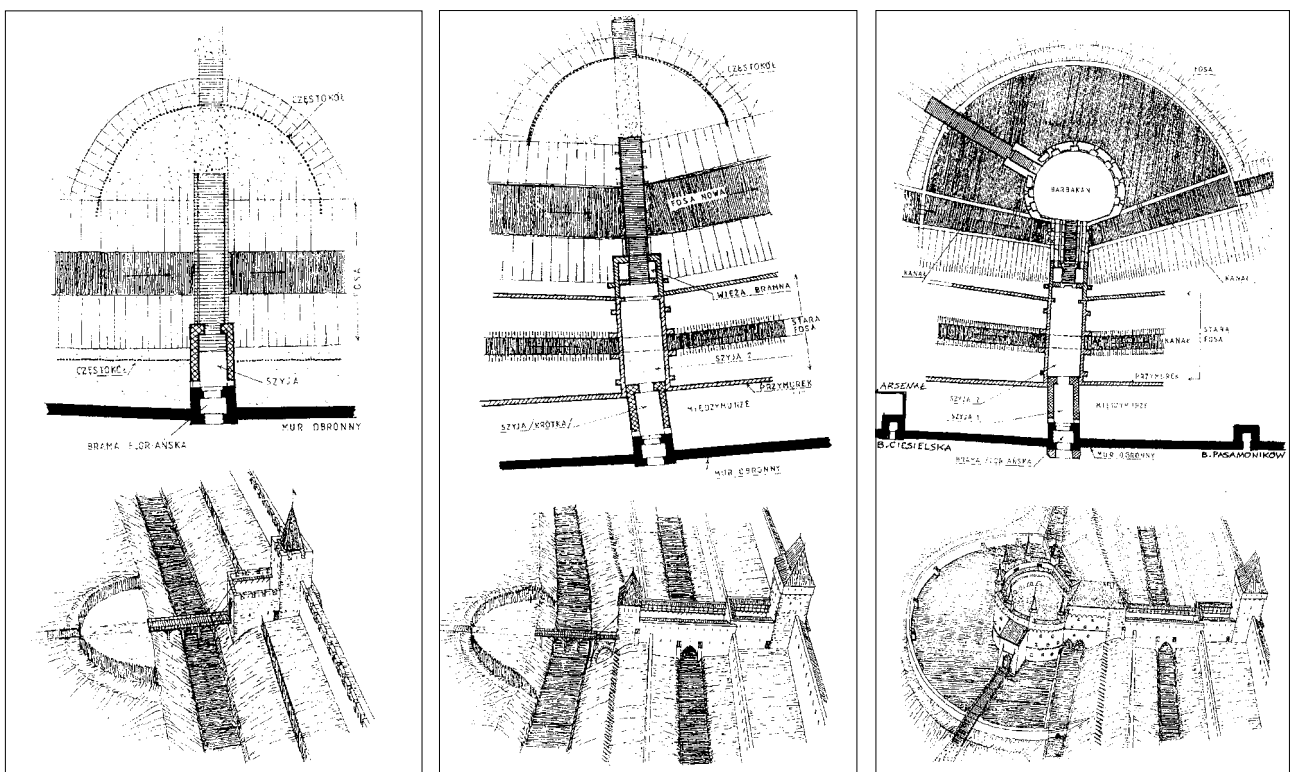 CZĘSTOKÓŁ
FOSA
CZĘSTOKÓŁ
SZYJA
BRAMA FLORIAŃSKA
MUR OBRONNY
CZĘSTOKÓŁ
FOSA NOWA
WIEŻA BRAMNA
STARA
FOSA
SZYJA 2
PRZYMUREK
MIĘDZYMURZE
SZYJA /KRÓTKA/
MUR OBRONNY
FOSA
BARBAKAN
KANAŁ
KANAŁ
STARA
FOSA
KANAŁ
PRZYMUREK
ARSENAŁ
SZYJA 2
SZYJA 1
MIĘDZYMURZE
B. CIESIELSKA
BRAMA FLORIAŃSKA
MUR OBRONNY
B. PASAMONIKÓW